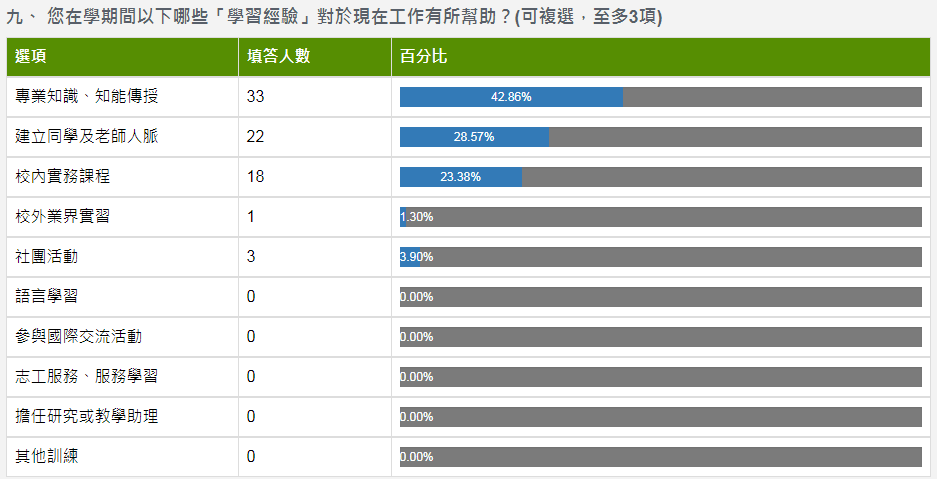 九、 您在學期間以下哪些「學習經驗」對於現在工作有所幫助？(可複選，至多3項)
選項 填答人數 百分比
專業知識、知能傳授 33 42.86%
建立同學及老師人脈 22 28.57%
校內實務課程 18 23.38%
校外業界實習 1 1.30%
社團活動 3 3.90%
語言學習 0 0.00%
參與國際交流活動 0 0.00%
志工服務、服務學習 0 0.00%
擔任研究或教學助理 0 0.00%
其他訓練 0 0.00%